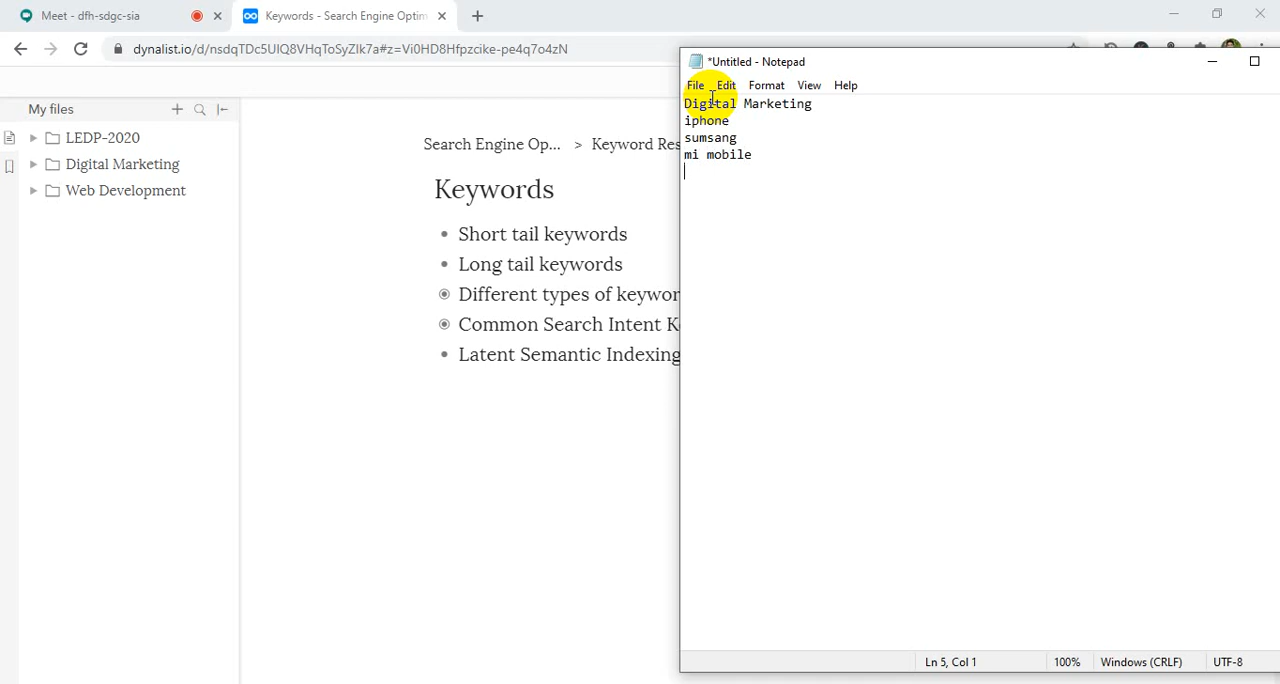 Meet - dfh-sdgc-sia
Keywords - Search Engine Optim
dynalist.io/d/nsdqTDc5UIQ8VHqToSyZIk7a#z=Vi0HD8Hfpzcike-pe4q7o4zN
*Untitled - Notepad
File Edit Format View Help
My files
LEDP-2020
Digital Marketing
Web Development
Search Engine Op... > Keyword Res
Keywords
Short tail keywords
Long tail keywords
Different types of keywor
Common Search Intent K
Latent Semantic Indexing
Digital Marketing
iphone
sumsang
mi mobile
Ln 5, Col 1 100% Windows (CRLF) UTF-8